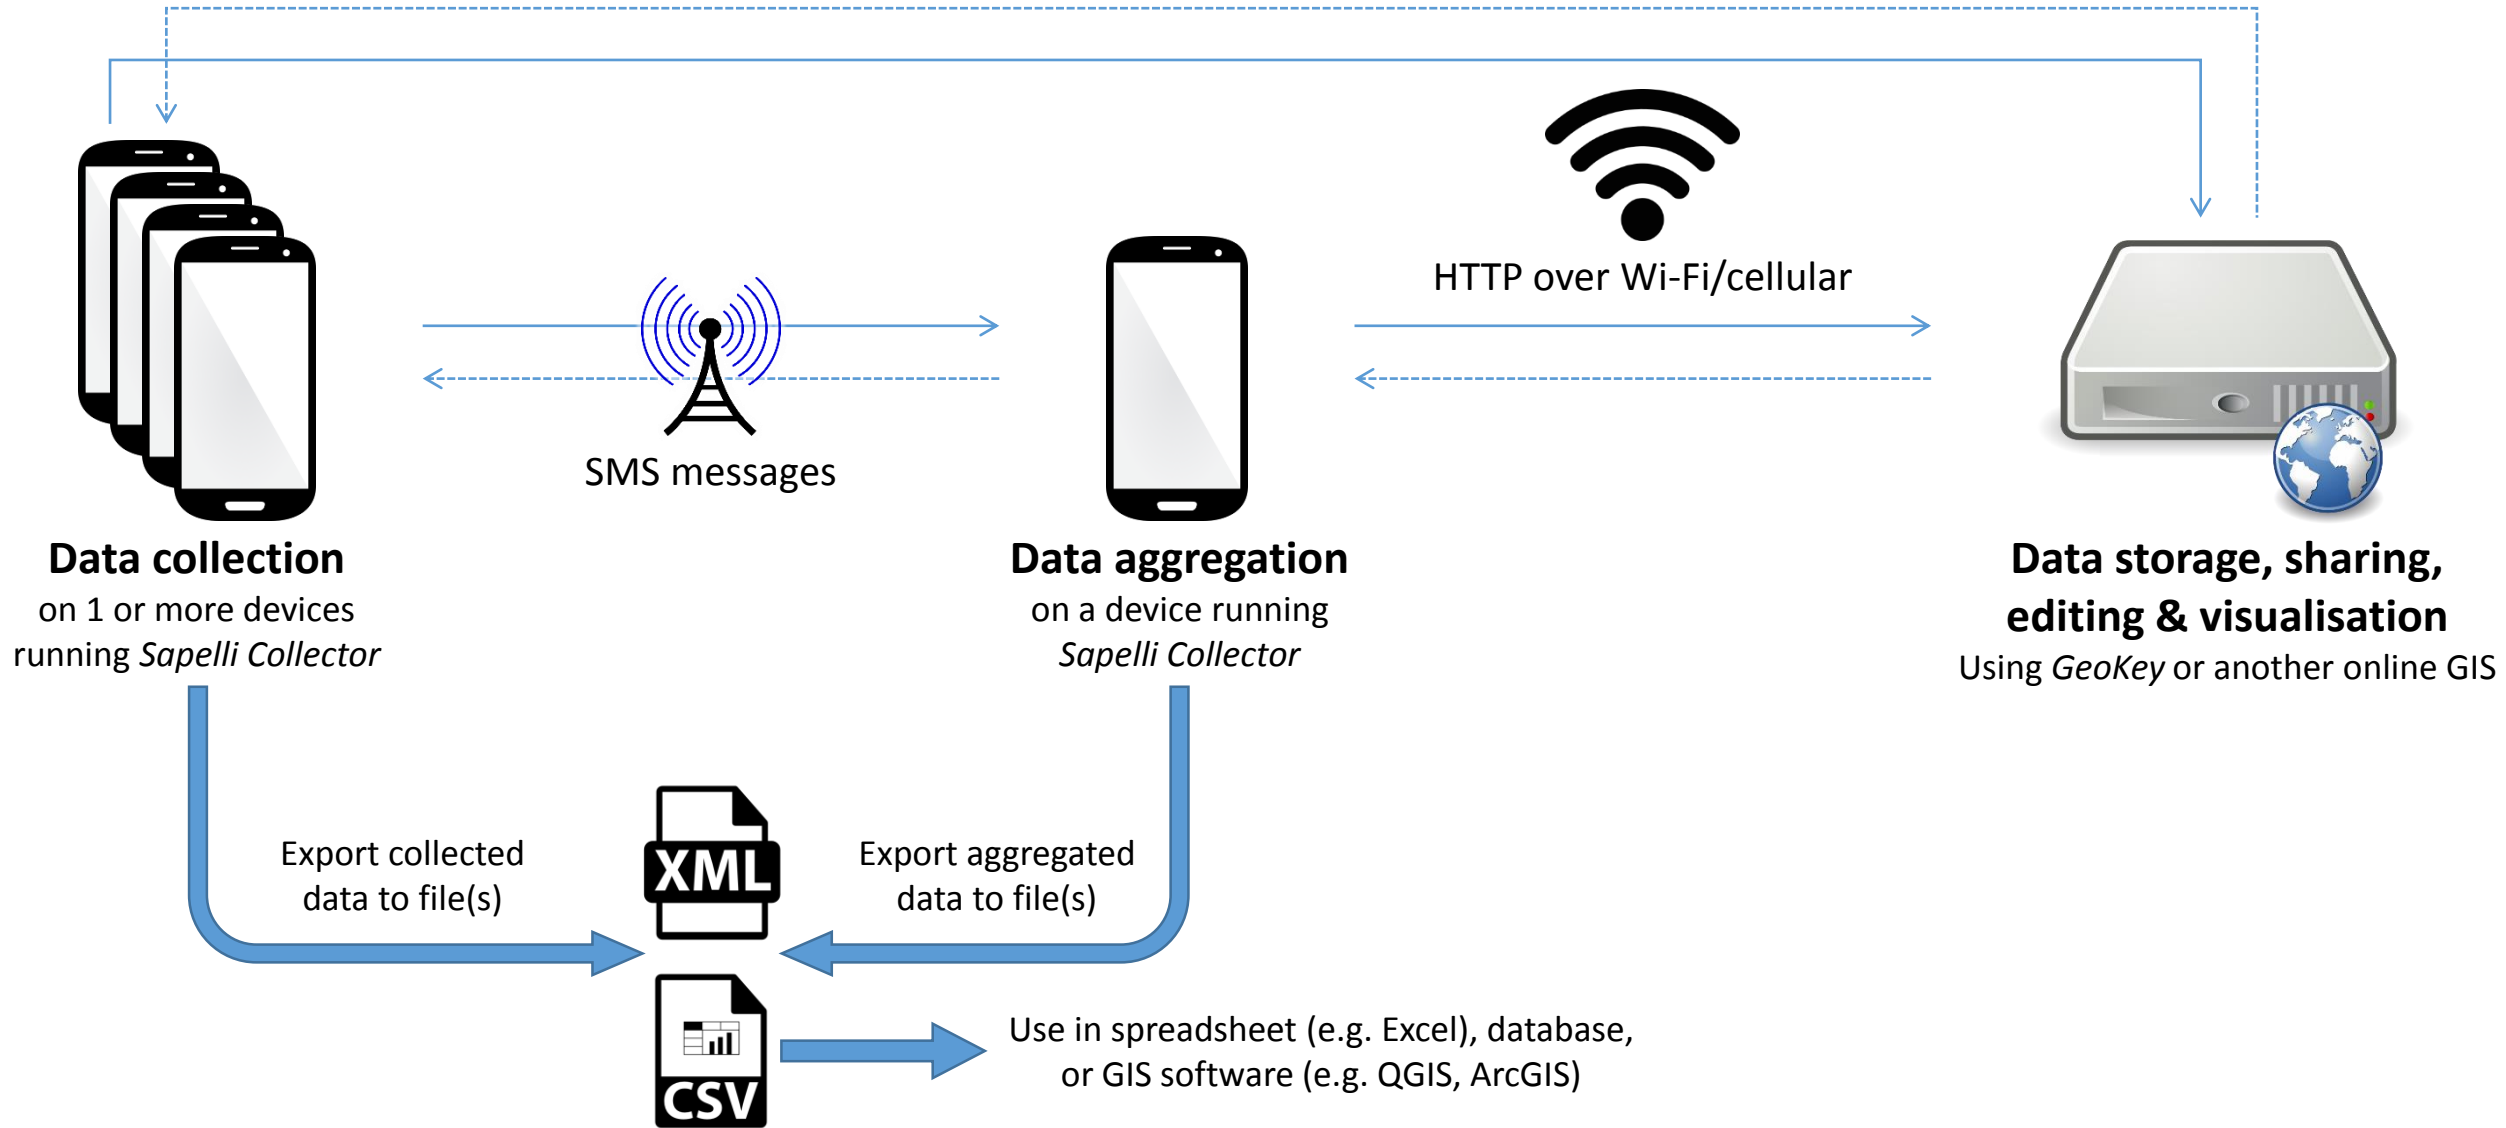 HTTP over Wi-Fi/cellular
SMS messages
Data collection
on 1 or more devices
running Sapelli Collector
Data aggregation
on a device running
Sapelli Collector
Data storage, sharing,
editing & visualisation
Using GeoKey or another online GIS
Export collected
data to file(s)
XML
Export aggregated
data to file(s)
CSV
Use in spreadsheet (e.g. Excel), database,
or GIS software (e.g. QGIS, ArcGIS)